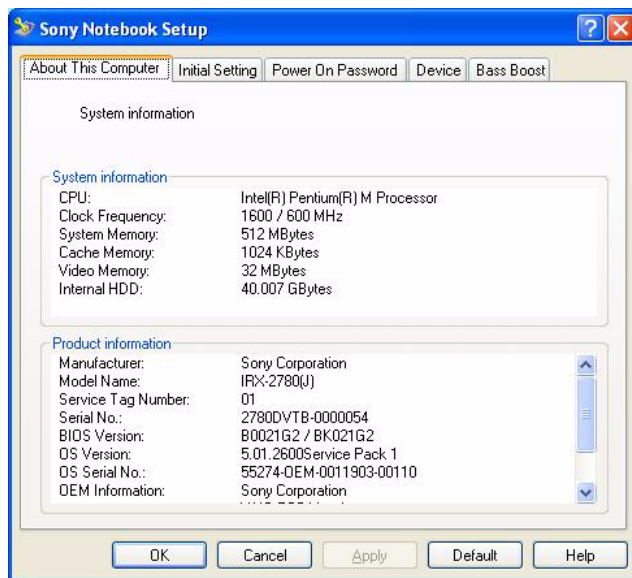 Sony Notebook Setup
About This Computer Initial Setting Power On Password Device Bass Boost
System information
System information
CPU: Intel(R) Pentium(R) M Processor
Clock Frequency: 1600 / 600 MHz
System Memory: 512 MBytes
Cache Memory: 1024 KBytes
Video Memory: 32 MBytes
Internal HDD: 40.007 GBytes
Product information
Manufacturer: Sony Corporation
Model Name: IRX-2780(J)
Service Tag Number: 01
Serial No.: 2780DVTB-0000054
BIOS Version: B0021G2 / BK021G2
OS Version: 5.01.2600Service Pack 1
OS Serial No.: 55274-OEM-0011903-00110
OEM Information: Sony Corporation
OK Cancel Apply Default Help